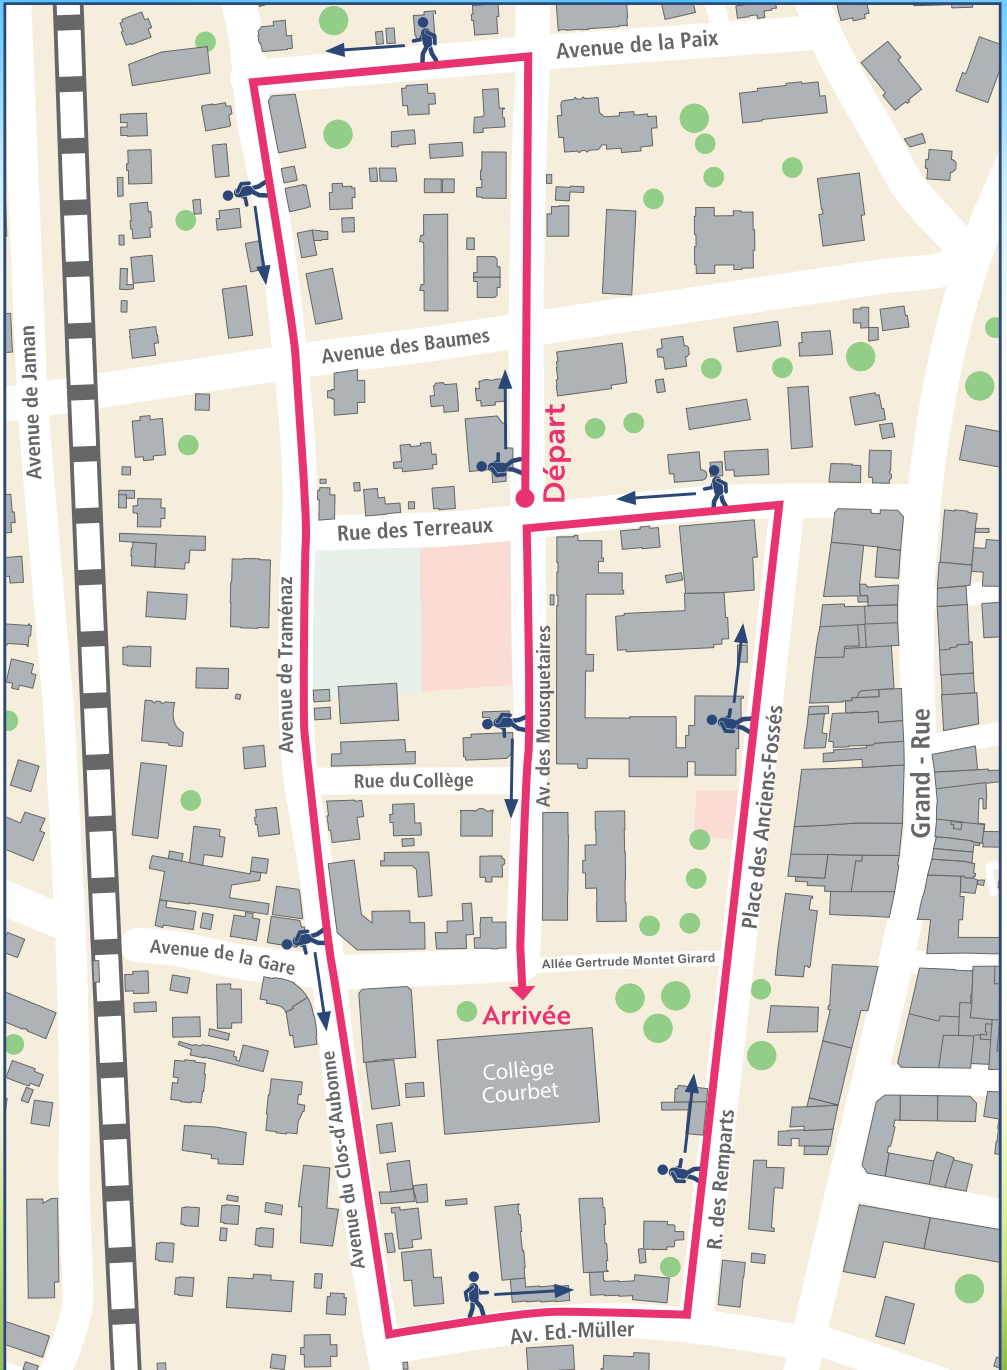 Avenue de la Paix
Avenue des Baumes
Avenue de Jaman
Départ
Rue des Terreaux
Avenue de Traménaz
Av. des Mousquetaires
Place des Anciens-Fossés
Grand - Rue
Rue du Collège
Avenue de la Gare
Allée Gertrude Montet Girard
Arrivée
Collège
Courbet
Avenue du Clos-d'Aubonne
R. des Remparts
Av. Ed.-Müller